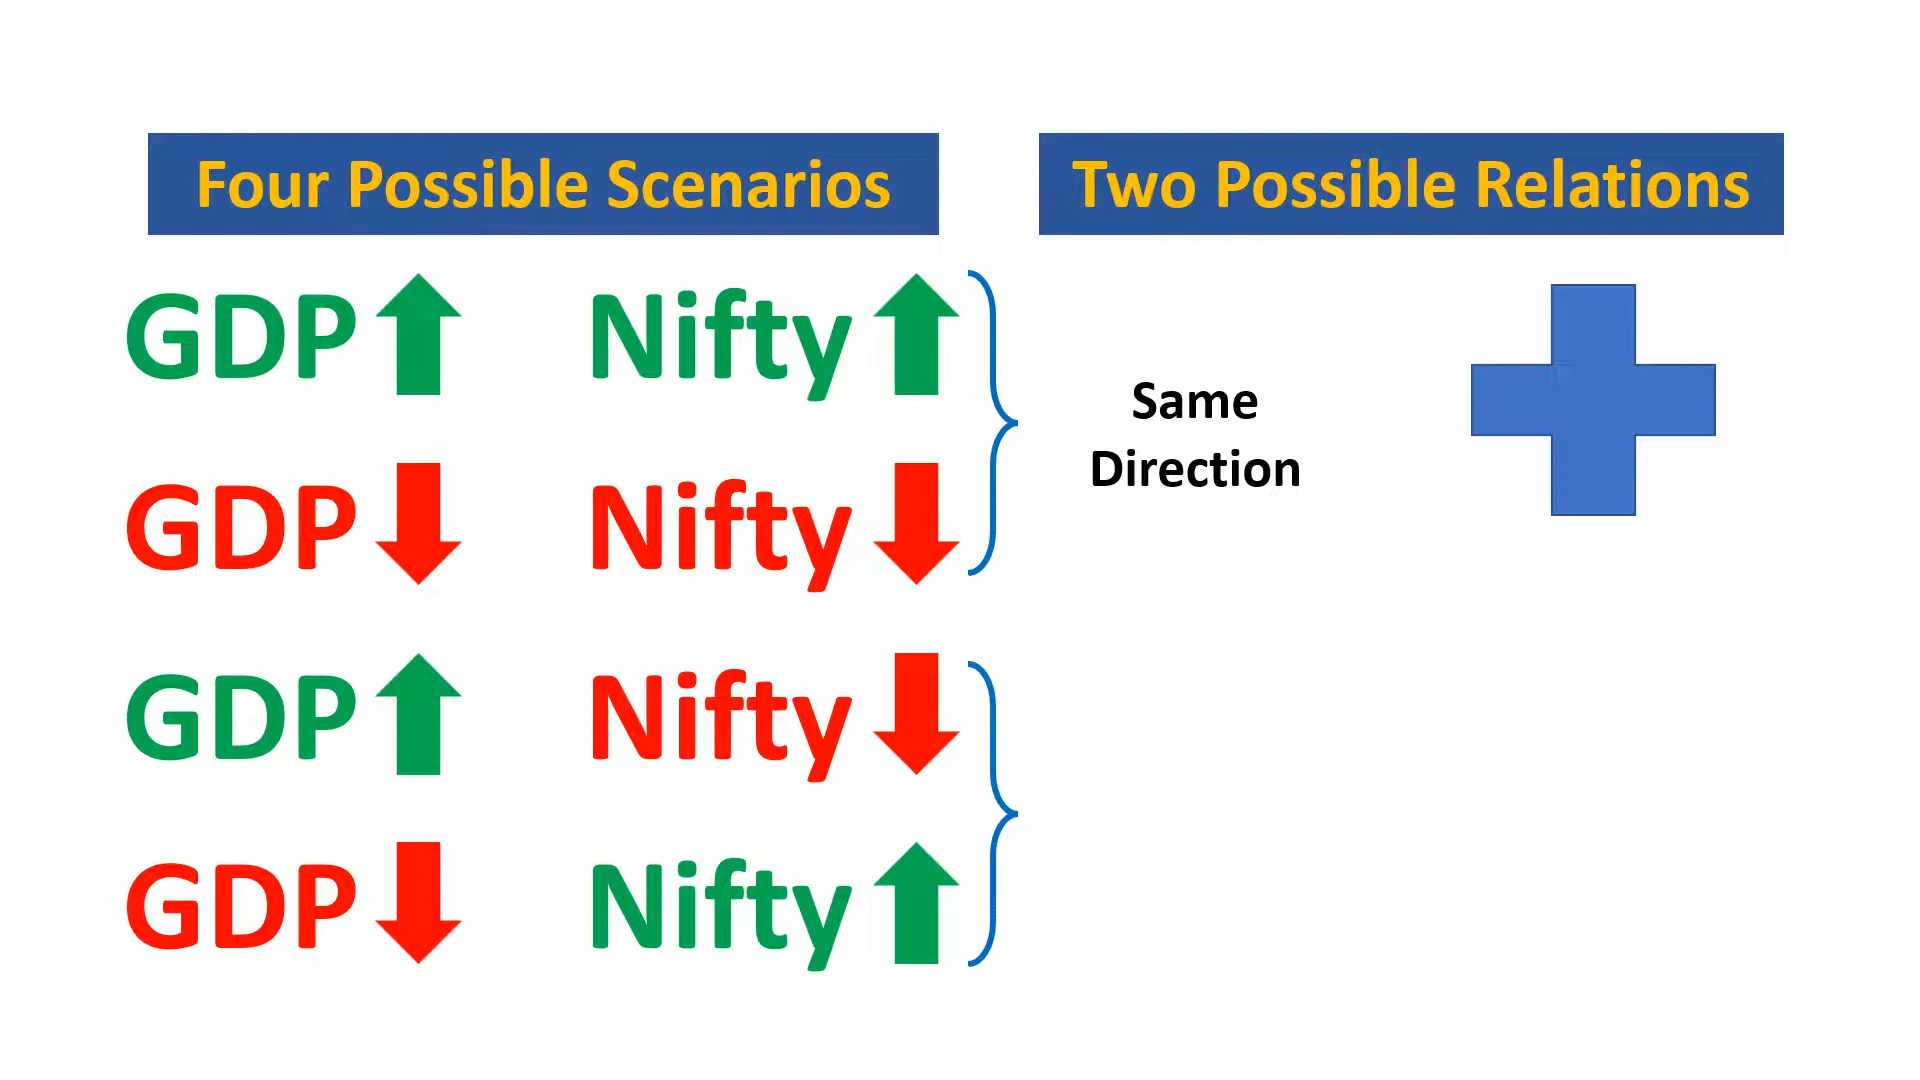 Four Possible Scenarios
Two Possible Relations
GDP Nifty
GDP Nifty
Same
Direction
GDP Nifty
GDP Nifty